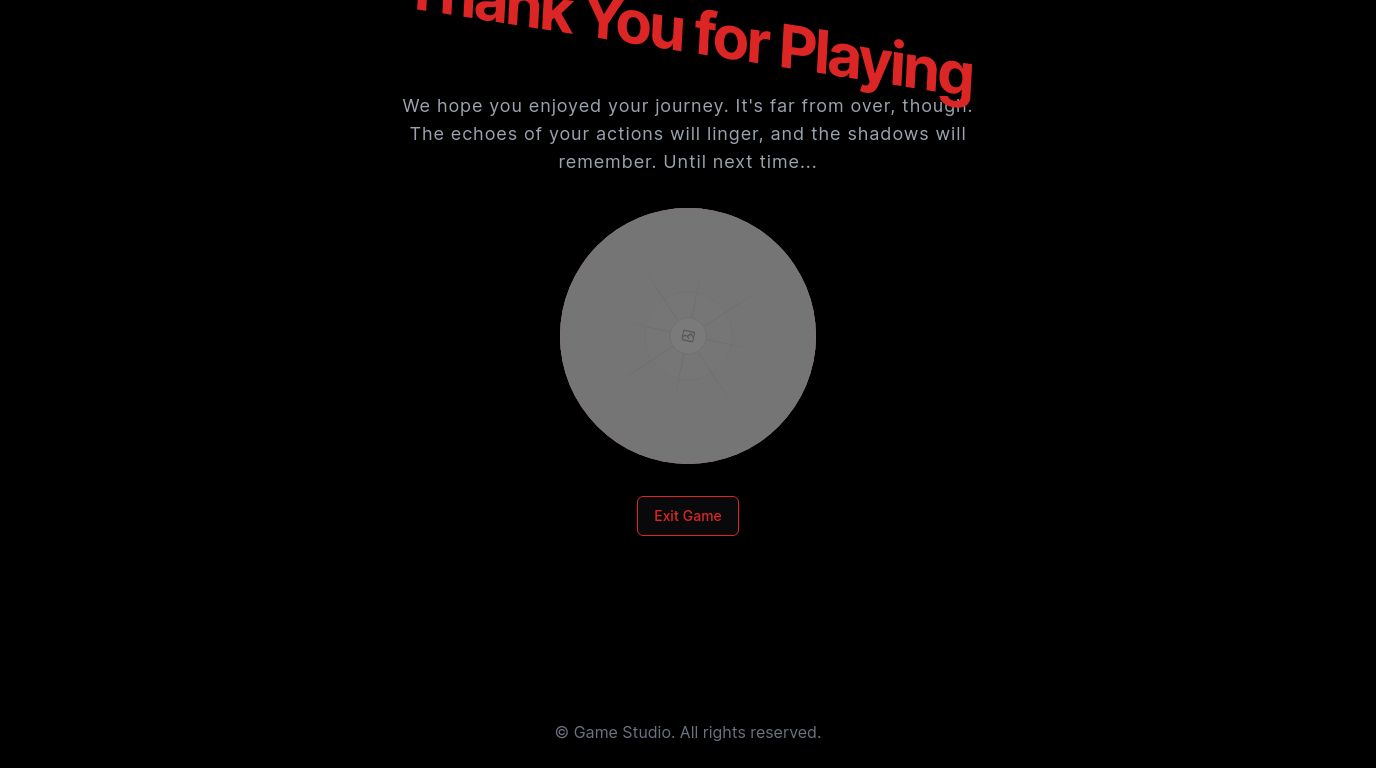 Thank You for Playing
We hope you enjoyed your journey. It's far from over, though.
The echoes of your actions will linger, and the shadows will
remember. Until next time...
Exit Game
© Game Studio. All rights reserved.